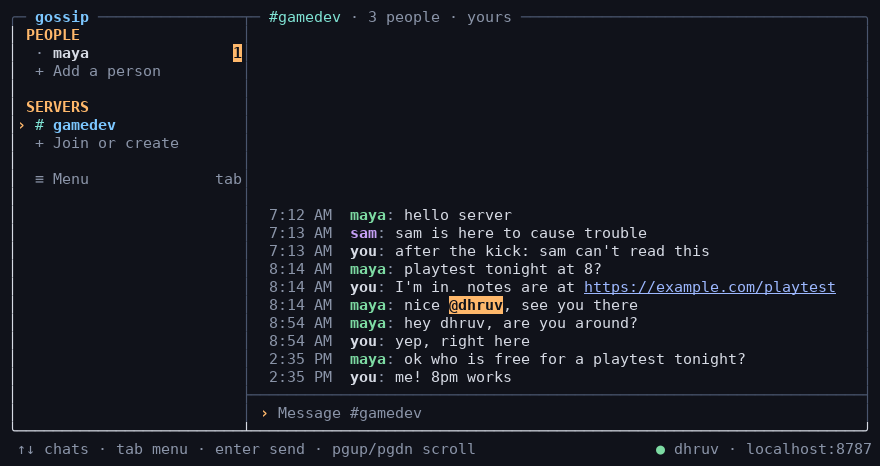 gossip
#gamedev · 3 people · yours
PEOPLE
· maya 1
+ Add a person
SERVERS
› # gamedev
+ Join or create
≡ Menu tab
7:12 AM maya: hello server
7:13 AM sam: sam is here to cause trouble
7:13 AM you: after the kick: sam can't read this
8:14 AM maya: playtest tonight at 8?
8:14 AM you: I'm in. notes are at https://example.com/playtest
8:14 AM maya: nice @dhruv, see you there
8:54 AM maya: hey dhruv, are you around?
8:54 AM you: yep, right here
2:35 PM maya: ok who is free for a playtest tonight?
2:35 PM you: me! 8pm works
› Message #gamedev
↑↓ chats · tab menu · enter send · pgup/pgdn scroll
● dhruv · localhost:8787